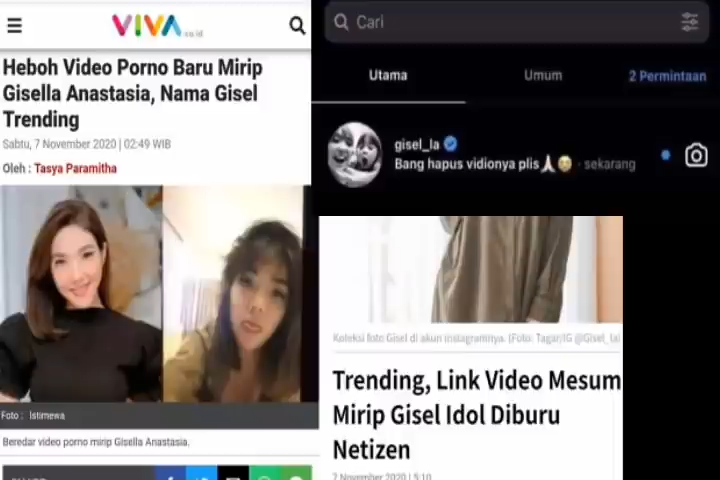 VIVA.co.id
Heboh Video Porno Baru Mirip
Gisella Anastasia, Nama Gisel
Trending
Sabtu, 7 November 2020 | 02:49 WIB
Oleh : Tasya Paramitha
Foto : Istimewa
Beredar video porno mirip Gisella Anastasia.
Cari
Utama Umum 2 Permintaan
gisel_la
Bang hapus vidionya plis🙏😭 · sekarang
Koleksi foto Gisel di akun instagramnya. (Foto: Tagar/IG @Gisel_la)
Trending, Link Video Mesum
Mirip Gisel Idol Diburu
Netizen
7 November 2020 | 5:10